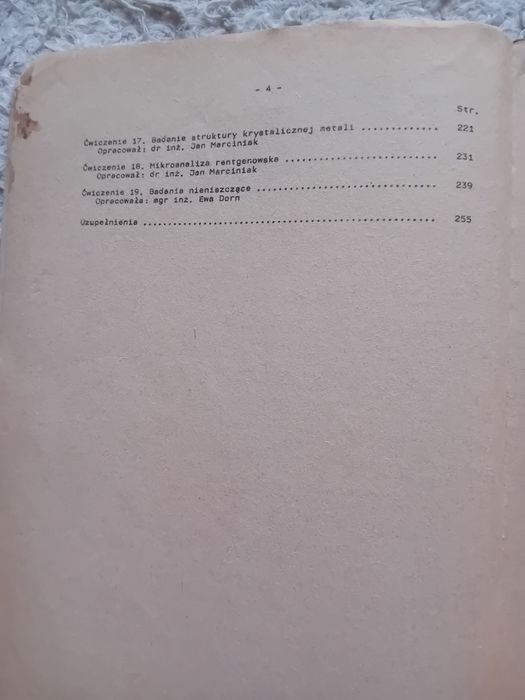 - 4 -
Str.
Ćwiczenie 17. Badanie struktury krystalicznej metali ............. 221
Opracował: dr inż. Jan Marciniak
Ćwiczenie 18. Mikroanaliza rentgenowska .......................... 231
Opracował: dr inż. Jan Marciniak
Ćwiczenie 19. Badania nieniszczące ............................... 239
Opracowała: mgr inż. Ewa Dorn
Uzupełnienia ..................................................... 255